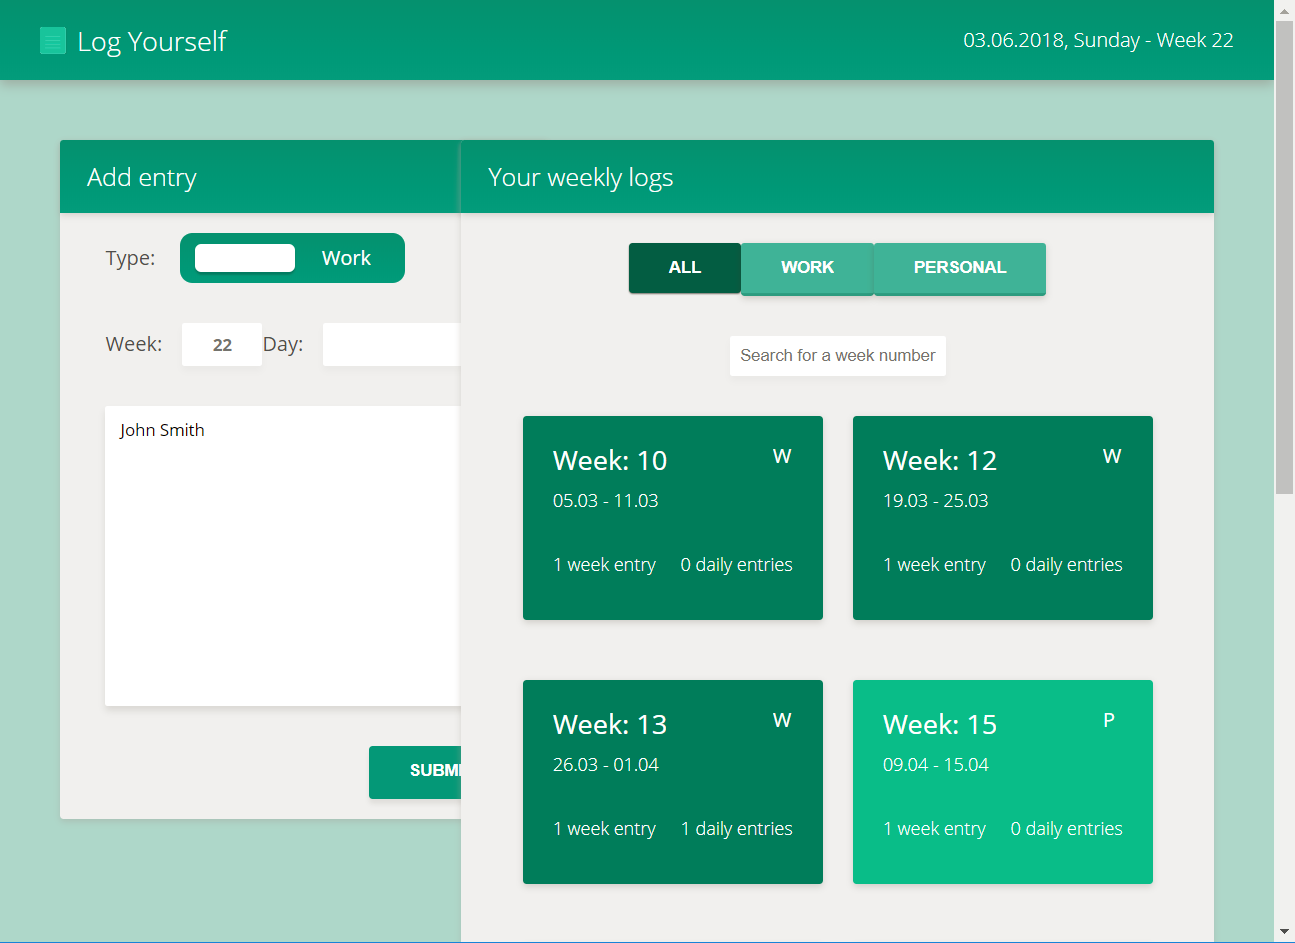 Log Yourself
03.06.2018, Sunday - Week 22
Add entry
Type: Work
Week: 22 Day:
John Smith
Your weekly logs
ALL WORK PERSONAL
Search for a week number
Week: 10 W
05.03 - 11.03
1 week entry 0 daily entries
Week: 12 W
19.03 - 25.03
1 week entry 0 daily entries
Week: 13 W
26.03 - 01.04
1 week entry 1 daily entries
Week: 15 P
09.04 - 15.04
1 week entry 0 daily entries